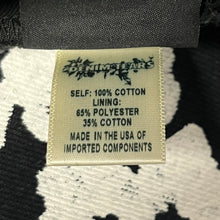 SELF: 100% COTTON
LINING:
65% POLYESTER
35% COTTON
MADE IN THE USA OF
IMPORTED COMPONENTS